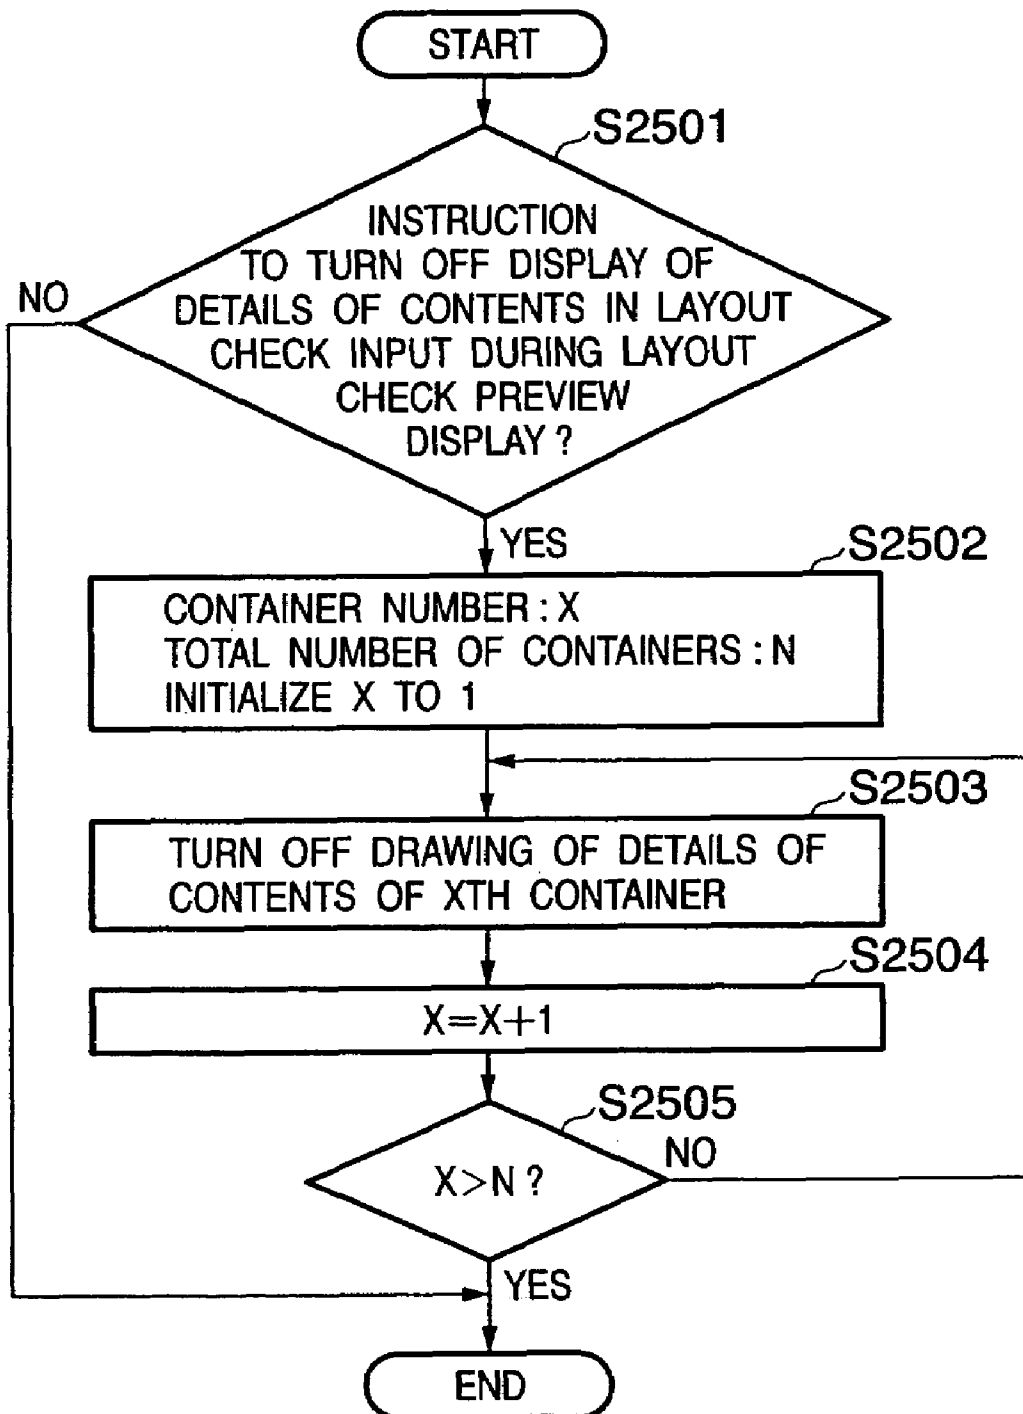 START
S2501
INSTRUCTION
TO TURN OFF DISPLAY OF
DETAILS OF CONTENTS IN LAYOUT
CHECK INPUT DURING LAYOUT
CHECK PREVIEW
DISPLAY?
NO
YES
S2502
CONTAINER NUMBER:X
TOTAL NUMBER OF CONTAINERS:N
INITIALIZE X TO 1
S2503
TURN OFF DRAWING OF DETAILS OF
CONTENTS OF XTH CONTAINER
S2504
X=X+1
S2505
X>N?
NO
YES
END